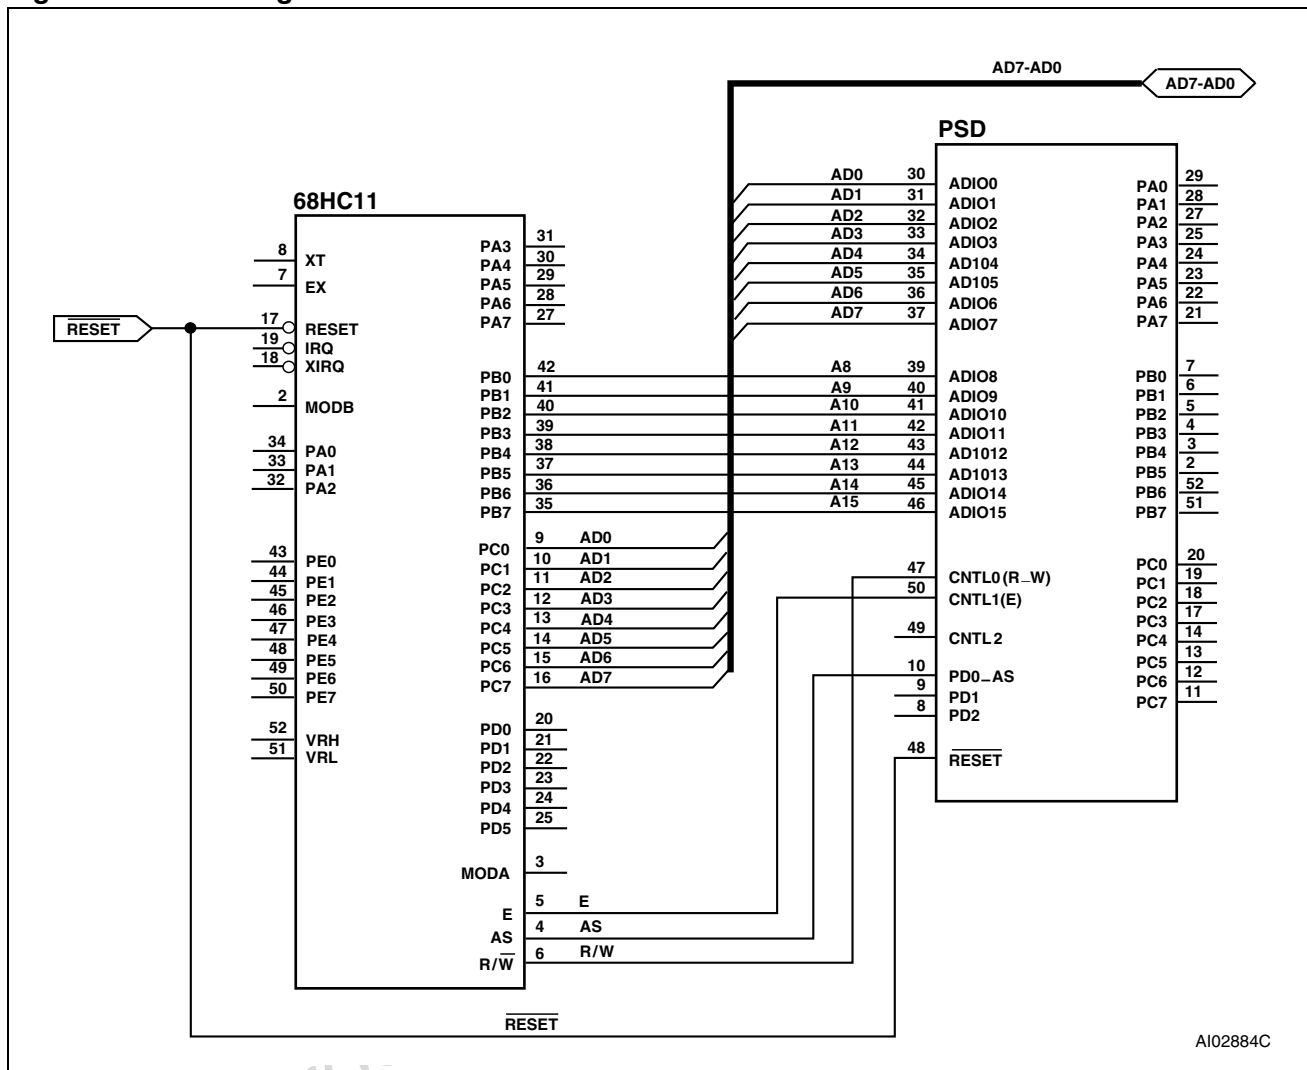 AD7-AD0
AD7-AD0
PSD
68HC11
RESET
8 XT
7 EX
17 RESET
19 IRQ
18 XIRQ
2 MODB
34 PA0
33 PA1
32 PA2
43 PE0
44 PE1
45 PE2
46 PE3
47 PE4
48 PE5
49 PE6
50 PE7
52 VRH
51 VRL
PA3 31
PA4 30
PA5 29
PA6 28
PA7 27
PB0 42
PB1 41
PB2 40
PB3 39
PB4 38
PB5 37
PB6 36
PB7 35
PC0 9 AD0
PC1 10 AD1
PC2 11 AD2
PC3 12 AD3
PC4 13 AD4
PC5 14 AD5
PC6 15 AD6
PC7 16 AD7
PD0 20
PD1 21
PD2 22
PD3 23
PD4 24
PD5 25
MODA 3
E 5 E
AS 4 AS
R/W 6 R/W
RESET
AD0 30 ADIO0
AD1 31 ADIO1
AD2 32 ADIO2
AD3 33 ADIO3
AD4 34 AD104
AD5 35 AD105
AD6 36 ADIO6
AD7 37 ADIO7
A8 39 ADIO8
A9 40 ADIO9
A10 41 ADIO10
A11 42 ADIO11
A12 43 AD1012
A13 44 AD1013
A14 45 ADIO14
A15 46 ADIO15
47 CNTL0(R_W)
50 CNTL1(E)
49 CNTL2
10 PD0_AS
9 PD1
8 PD2
48 RESET
PA0 29
PA1 28
PA2 27
PA3 25
PA4 24
PA5 23
PA6 22
PA7 21
PB0 7
PB1 6
PB2 5
PB3 4
PB4 3
PB5 2
PB6 52
PB7 51
PC0 20
PC1 19
PC2 18
PC3 17
PC4 14
PC5 13
PC6 12
PC7 11
AI02884C